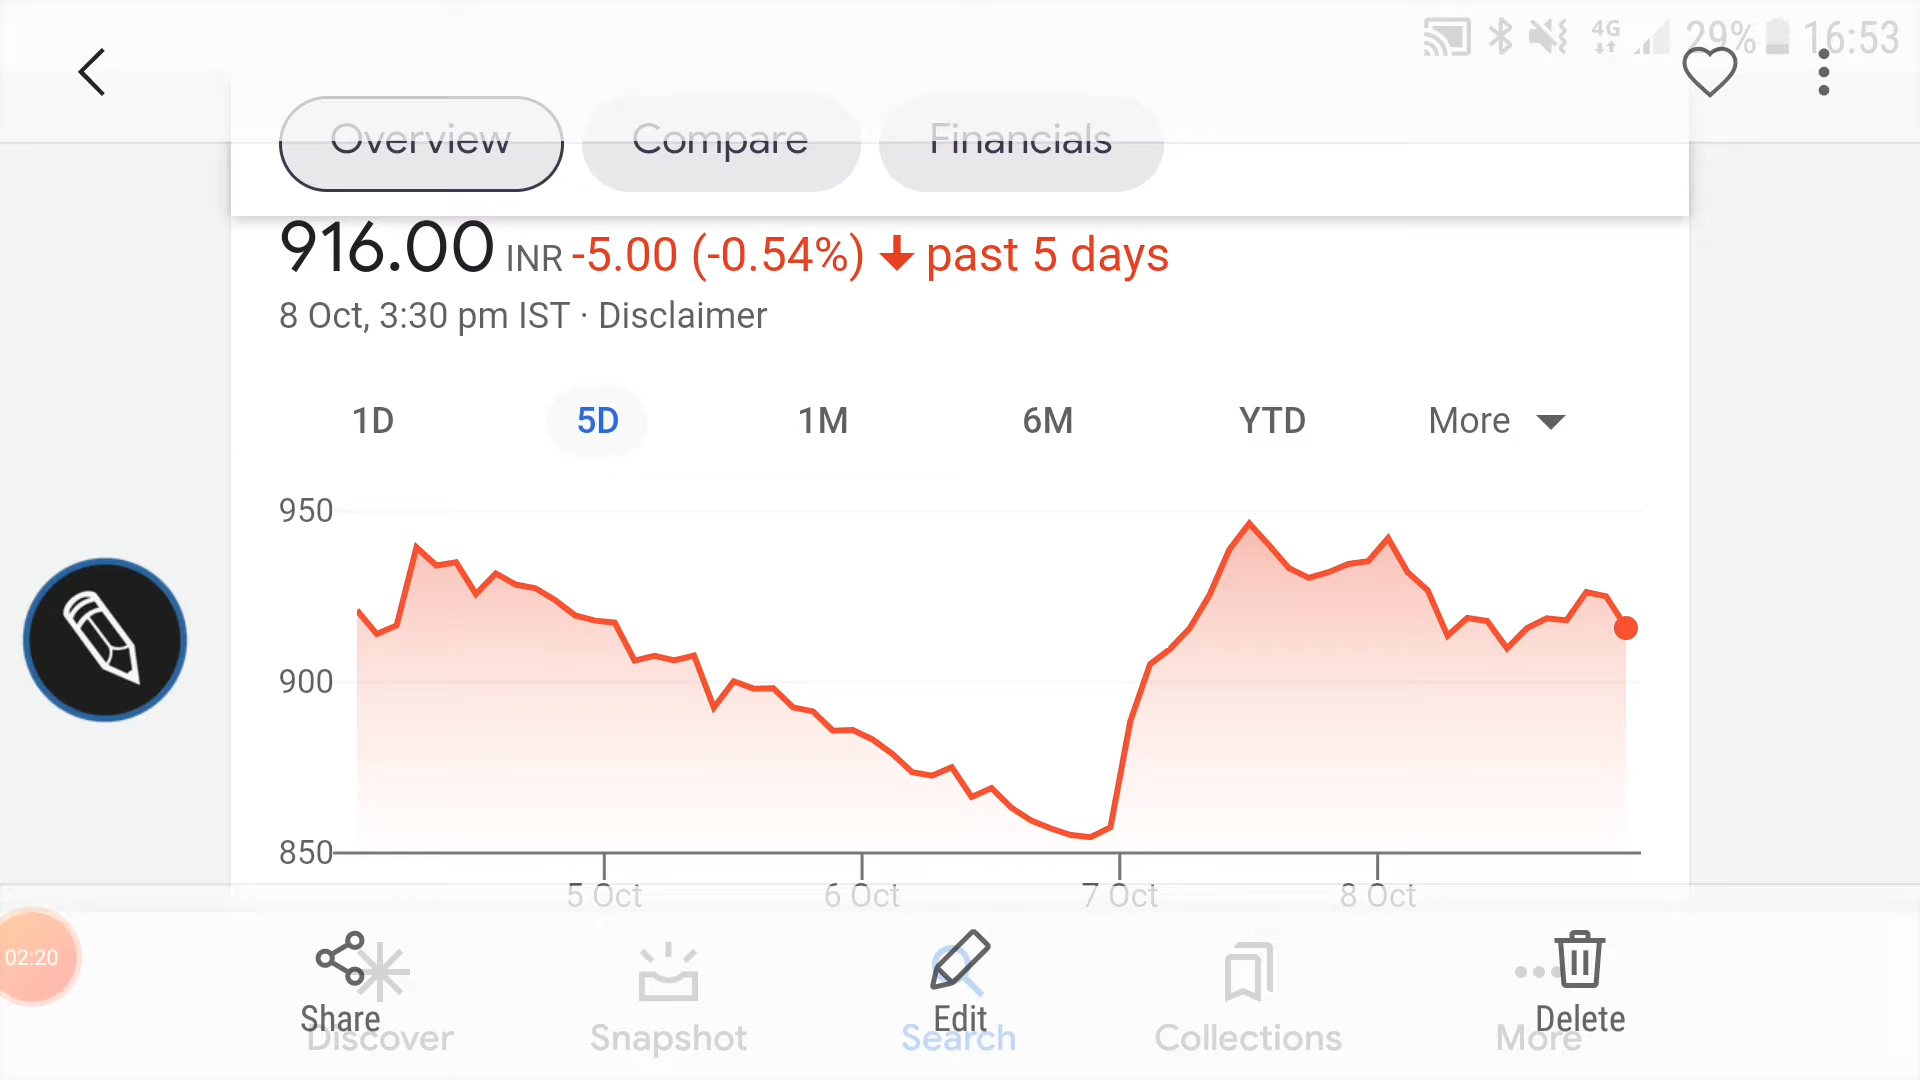 4G 29% 16:53
Overview Compare Financials
916.00 INR -5.00 (-0.54%) past 5 days
8 Oct, 3:30 pm IST · Disclaimer
1D 5D 1M 6M YTD More
950
900
850
5 Oct 6 Oct 7 Oct 8 Oct
02:20
Share Edit Delete
Discover Snapshot Search Collections More